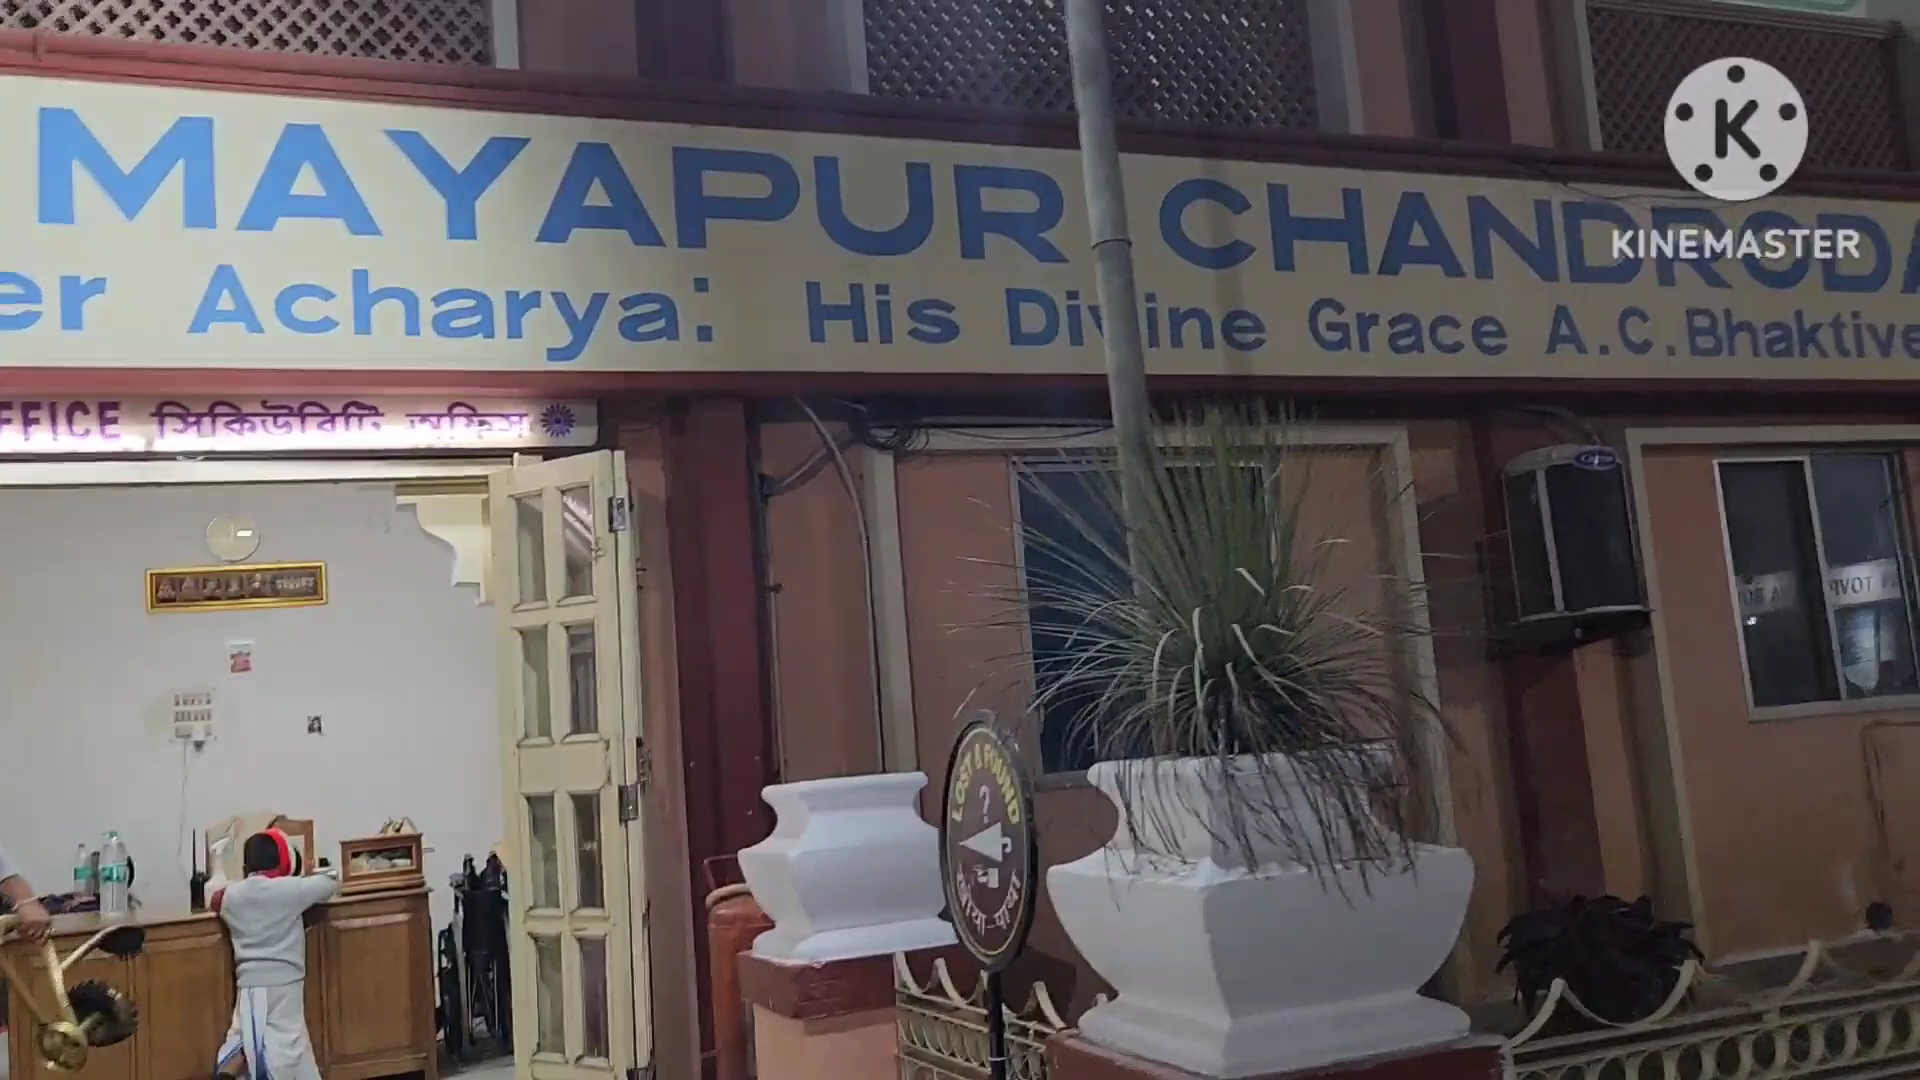 MAYAPUR CHANDRODA
er Acharya: His Divine Grace A.C. Bhaktive
FFICE সিকিউরিটি অফিস
K
KINEMASTER
LOST & FOUND
?